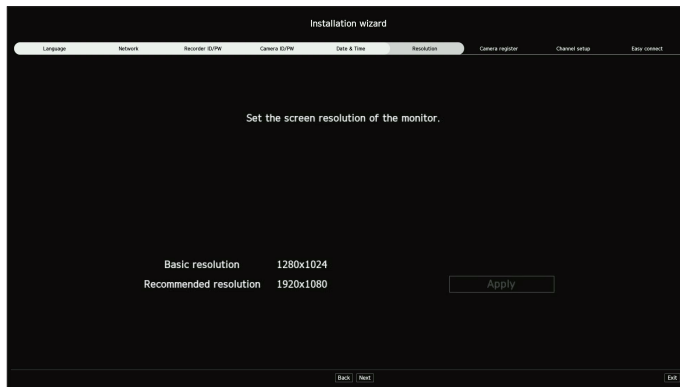 Installation wizard
Language Network Recorder ID/PW Camera ID/PW Date & Time Resolution Camera register Channel setup Easy connect
Set the screen resolution of the monitor.
Basic resolution 1280x1024
Recommended resolution 1920x1080 Apply
Back Next Exit